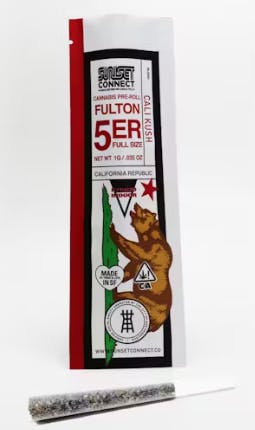 SUNSET
CONNECT
CANNABIS PRE-ROLL
FULTON
5ER
FULL SIZE
NET WT 1G / .035 OZ
CALI KUSH
CALIFORNIA REPUBLIC
INDOOR
MADE
IN SF
CA
WWW.SUNSETCONNECT.CO